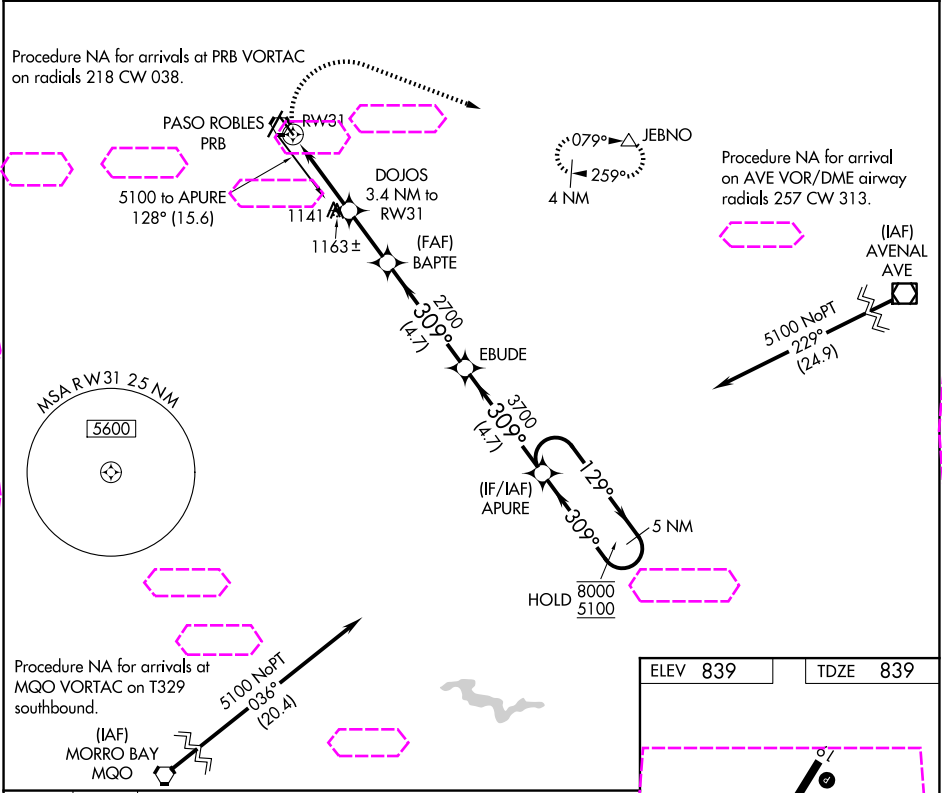 Procedure NA for arrivals at PRB VORTAC
on radials 218 CW 038.
PASO ROBLES
PRB
RW31
5100 to APURE
128° (15.6)
DOJOS
3.4 NM to
RW31
1141
1163±
(FAF)
BAPTE
079°
JEBNO
259°
4 NM
Procedure NA for arrival
on AVE VOR/DME airway
radials 257 CW 313.
(IAF)
AVENAL
AVE
5100 NoPT
229°
(24.9)
2700
309°
(4.7)
EBUDE
3700
309°
(4.7)
MSA RW31 25 NM
5600
(IF/IAF)
APURE
129°
309°
5 NM
HOLD
8000
5100
Procedure NA for arrivals at
MQO VORTAC on T329
southbound.
5100 NoPT
036°
(20.4)
(IAF)
MORRO BAY
MQO
ELEV 839
TDZE 839
19
P